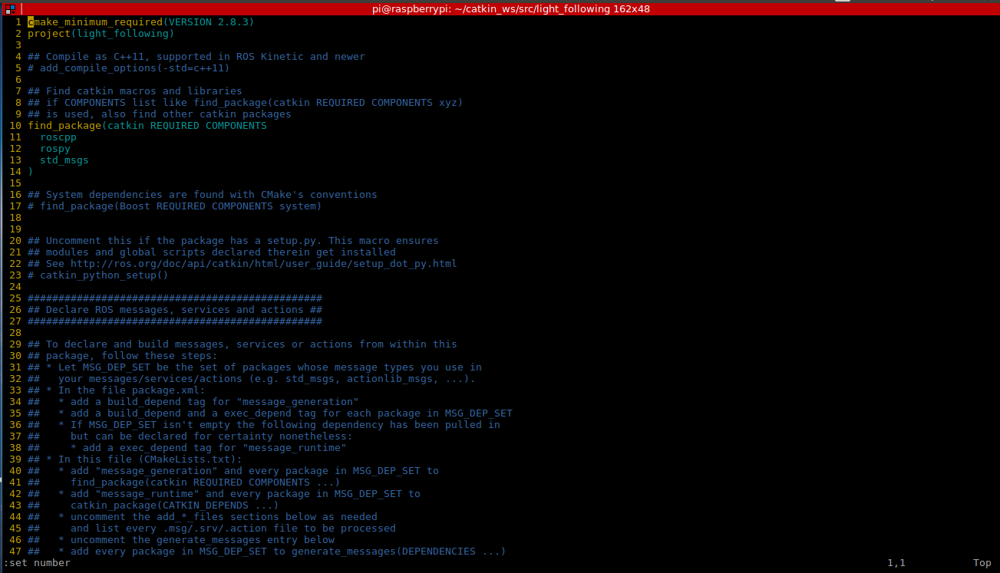 pi@raspberrypi: ~/catkin_ws/src/light_following 162x48
1 cmake_minimum_required(VERSION 2.8.3)
2 project(light_following)
3
4 ## Compile as C++11, supported in ROS Kinetic and newer
5 # add_compile_options(-std=c++11)
6
7 ## Find catkin macros and libraries
8 ## if COMPONENTS list like find_package(catkin REQUIRED COMPONENTS xyz)
9 ## is used, also find other catkin packages
10 find_package(catkin REQUIRED COMPONENTS
11   roscpp
12   rospy
13   std_msgs
14 )
15
16 ## System dependencies are found with CMake's conventions
17 # find_package(Boost REQUIRED COMPONENTS system)
18
19
20 ## Uncomment this if the package has a setup.py. This macro ensures
21 ## modules and global scripts declared therein get installed
22 ## See http://ros.org/doc/api/catkin/html/user_guide/setup_dot_py.html
23 # catkin_python_setup()
24
25 ################################################
26 ## Declare ROS messages, services and actions ##
27 ################################################
28
29 ## To declare and build messages, services or actions from within this
30 ## package, follow these steps:
31 ## * Let MSG_DEP_SET be the set of packages whose message types you use in
32 ##   your messages/services/actions (e.g. std_msgs, actionlib_msgs, ...).
33 ## * In the file package.xml:
34 ##   * add a build_depend tag for "message_generation"
35 ##   * add a build_depend and a exec_depend tag for each package in MSG_DEP_SET
36 ##   * If MSG_DEP_SET isn't empty the following dependency has been pulled in
37 ##     but can be declared for certainty nonetheless:
38 ##     * add a exec_depend tag for "message_runtime"
39 ## * In this file (CMakeLists.txt):
40 ##   * add "message_generation" and every package in MSG_DEP_SET to
41 ##     find_package(catkin REQUIRED COMPONENTS ...)
42 ##   * add "message_runtime" and every package in MSG_DEP_SET to
43 ##     catkin_package(CATKIN_DEPENDS ...)
44 ##   * uncomment the add_*_files sections below as needed
45 ##     and list every .msg/.srv/.action file to be processed
46 ##   * uncomment the generate_messages entry below
47 ##   * add every package in MSG_DEP_SET to generate_messages(DEPENDENCIES ...)
:set number 1,1 Top